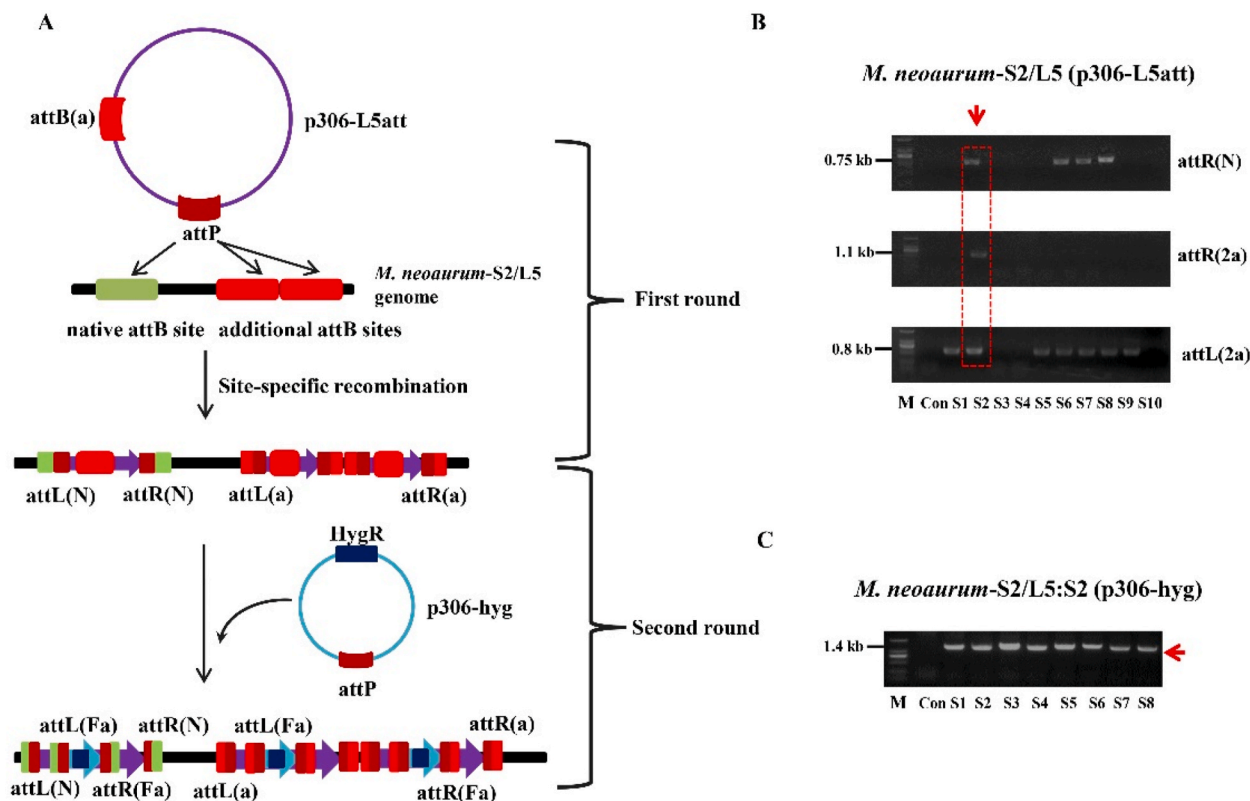 A
attB(a)
p306-L5att
attP
M. neoaurum-S2/L5
genome
native attB site
additional attB sites
First round
Site-specific recombination
attL(N)
attR(N)
attL(a)
attR(a)
HygR
p306-hyg
Second round
attP
attL(Fa)
attR(N)
attL(Fa)
attR(a)
attL(N)
attR(Fa)
attL(a)
attR(Fa)
B
M. neoaurum-S2/L5 (p306-L5att)
0.75 kb
attR(N)
1.1 kb
attR(2a)
0.8 kb
attL(2a)
M Con S1 S2 S3 S4 S5 S6 S7 S8 S9 S10
C
M. neoaurum-S2/L5:S2 (p306-hyg)
1.4 kb
M Con S1 S2 S3 S4 S5 S6 S7 S8